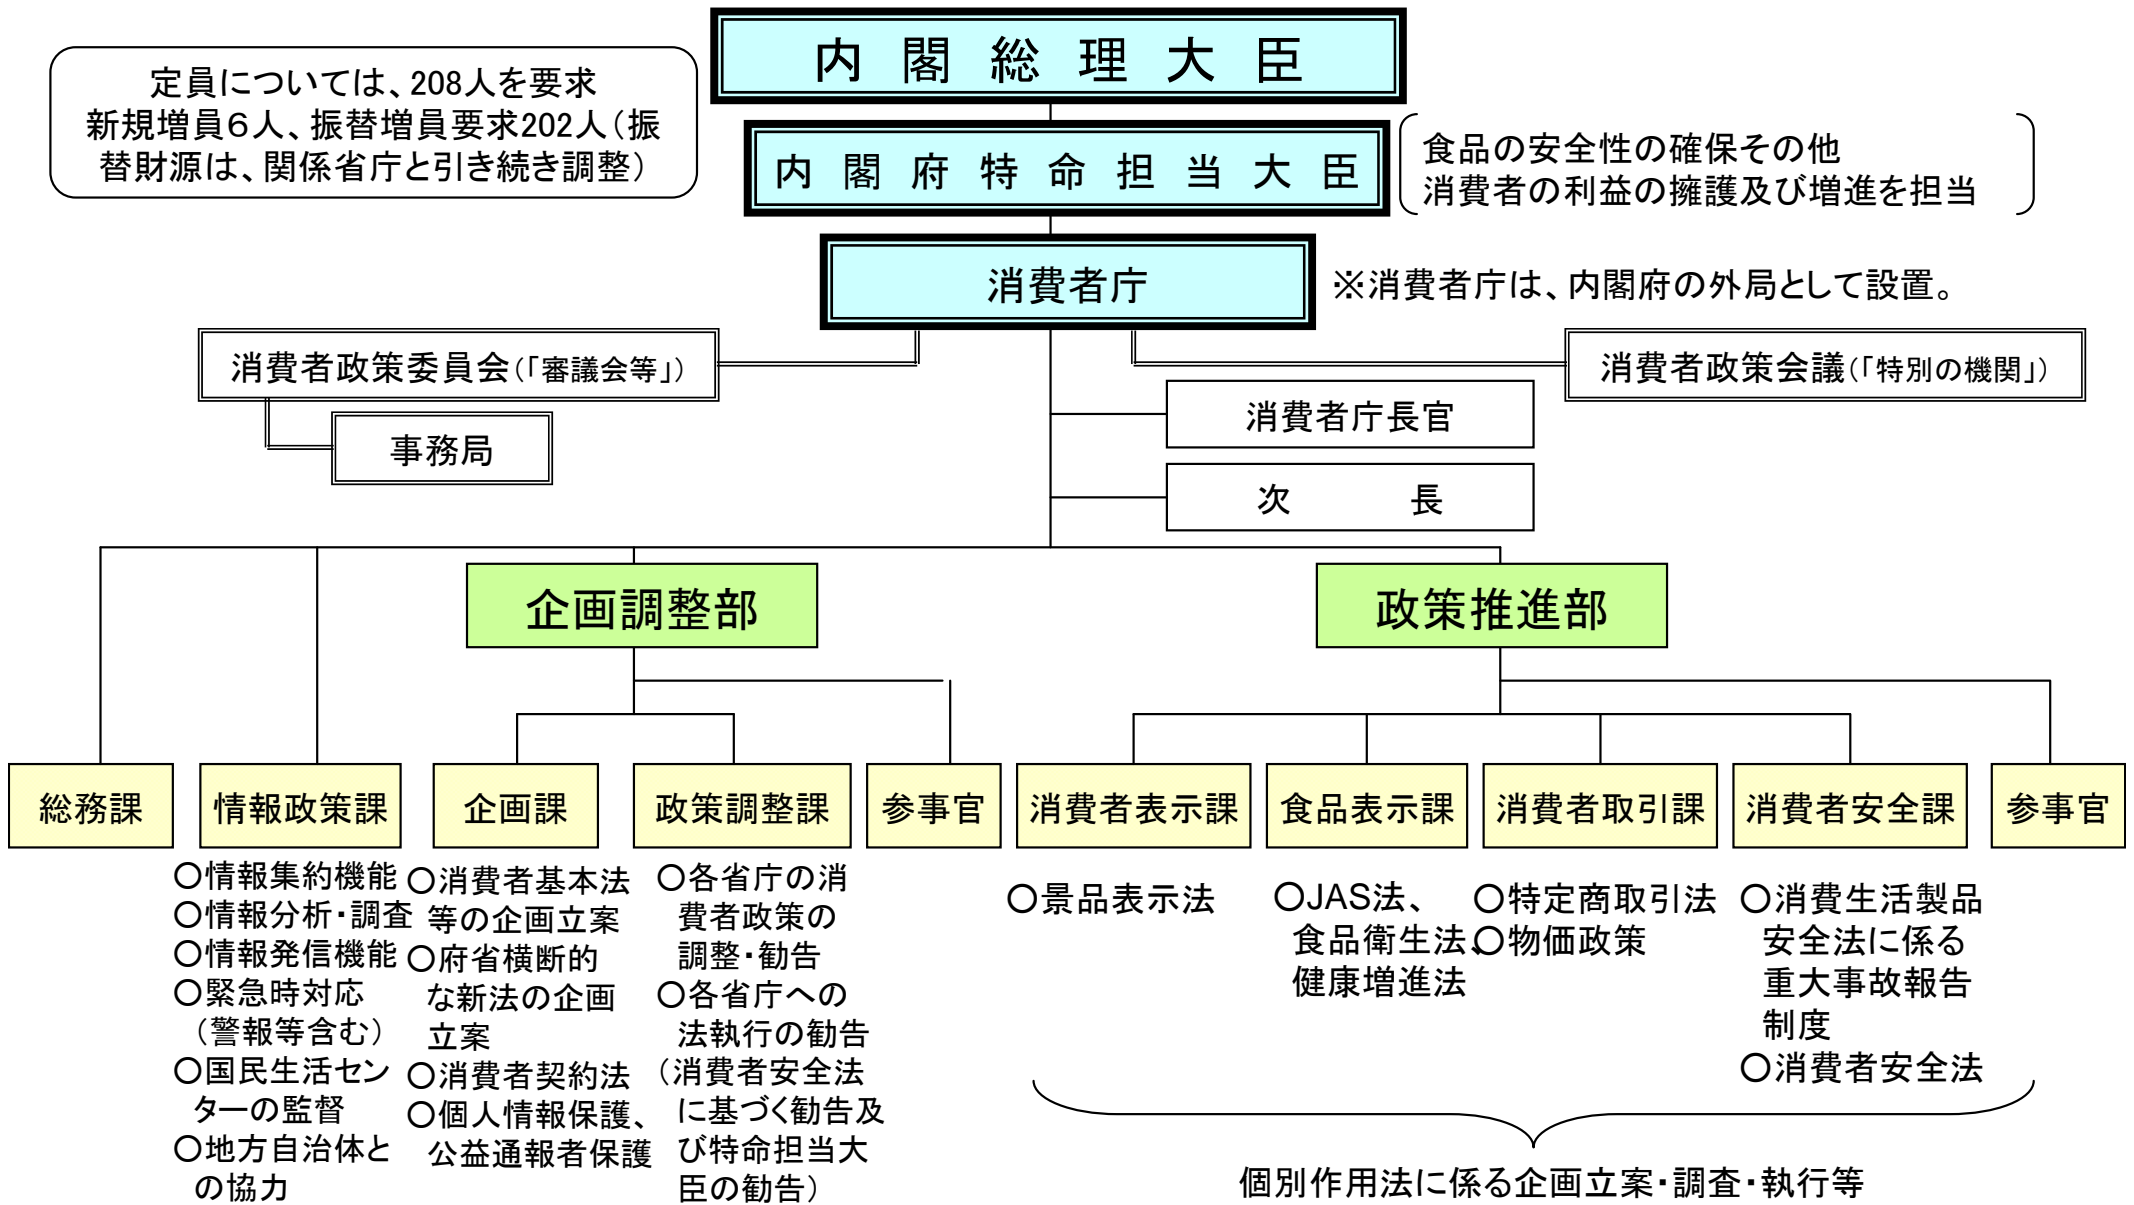 内閣総理大臣
定員については、208人を要求
新規増員6人、振替増員要求202人(振
替財源は、関係省庁と引き続き調整)
内閣府特命担当大臣
食品の安全性の確保その他
消費者の利益の擁護及び増進を担当
消費者庁
※消費者庁は、内閣府の外局として設置。
消費者政策委員会(「審議会等」)
消費者政策会議(「特別の機関」)
事務局
消費者庁長官
次 長
企画調整部
政策推進部
総務課
情報政策課
企画課
政策調整課
参事官
消費者表示課
食品表示課
消費者取引課
消費者安全課
参事官
○情報集約機能
○情報分析・調査
○情報発信機能
○緊急時対応
(警報等含む)
○国民生活セン
ターの監督
○地方自治体と
の協力
○消費者基本法
等の企画立案
○府省横断的
な新法の企画
立案
○消費者契約法
○個人情報保護、
公益通報者保護
○各省庁の消
費者政策の
調整・勧告
○各省庁への
法執行の勧告
(消費者安全法
に基づく勧告及
び特命担当大
臣の勧告)
○景品表示法
○JAS法、
食品衛生法、
健康増進法
○特定商取引法
○物価政策
○消費生活製品
安全法に係る
重大事故報告
制度
○消費者安全法
個別作用法に係る企画立案・調査・執行等